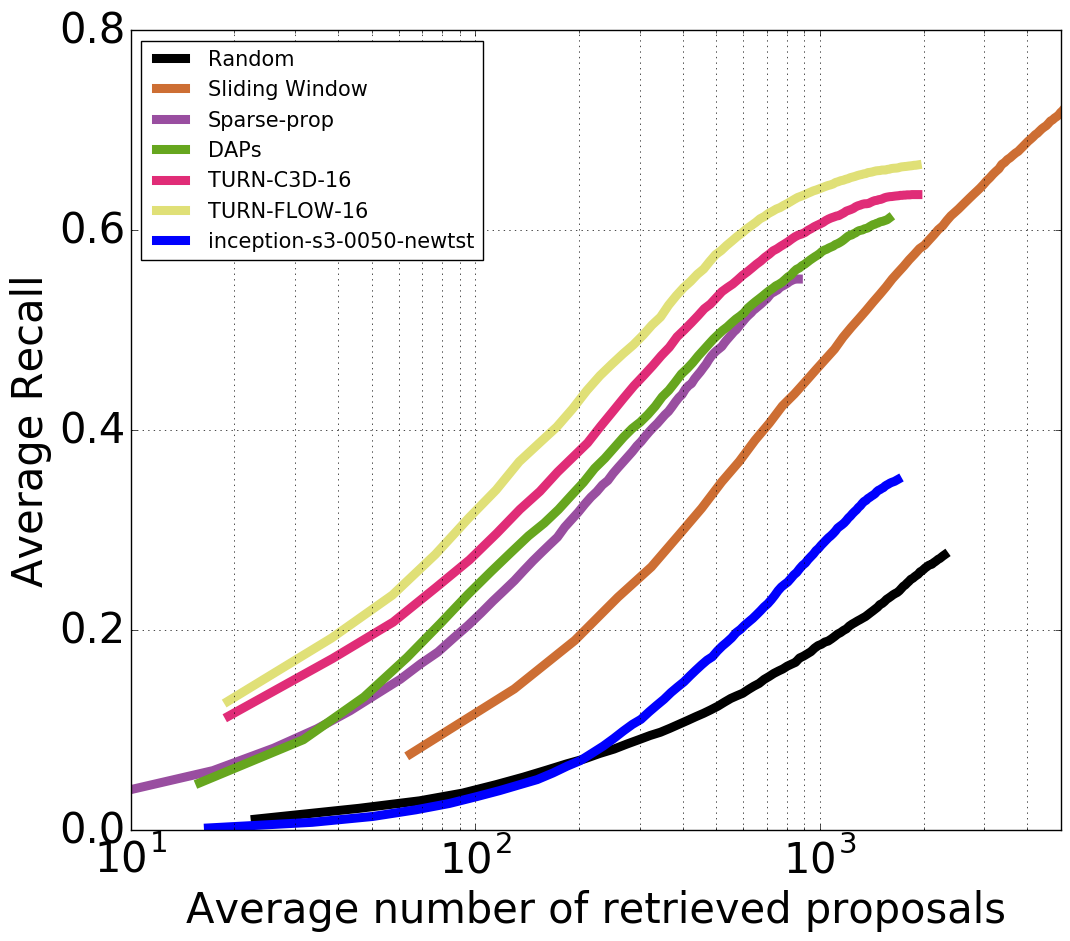 0.8
0.6
0.4
0.2
0.0
Average Recall
Random
Sliding Window
Sparse-prop
DAPs
TURN-C3D-16
TURN-FLOW-16
inception-s3-0050-newtst
10¹ 10² 10³
Average number of retrieved proposals